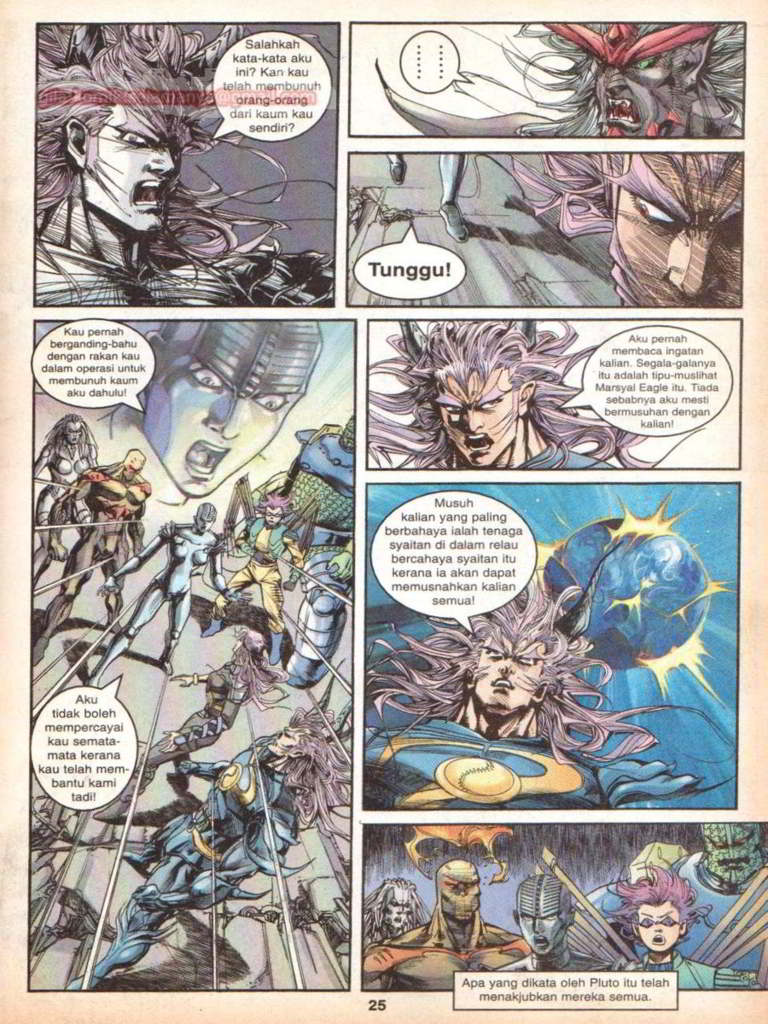 Salahkah
kata-kata aku
ini? Kan kau
telah membunuh
orang-orang
dari kaum kau
sendiri?
Tunggu!
Kau pernah
berganding-bahu
dengan rakan kau
dalam operasi untuk
membunuh kaum
aku dahulu!
Aku
tidak boleh
mempercayai
kau semata-
mata kerana
kau telah mem-
bantu kami
tadi!
Aku pernah
membaca ingatan
kalian. Segala-galanya
itu adalah tipu-muslihat
Marsyal Eagle itu. Tiada
sebabnya aku mesti
bermusuhan dengan
kalian!
Musuh
kalian yang paling
berbahaya ialah tenaga
syaitan di dalam relau
bercahaya syaitan itu
kerana ia akan dapat
memusnahkan kalian
semua!
Apa yang dikata oleh Pluto itu telah
menakjubkan mereka semua.
25